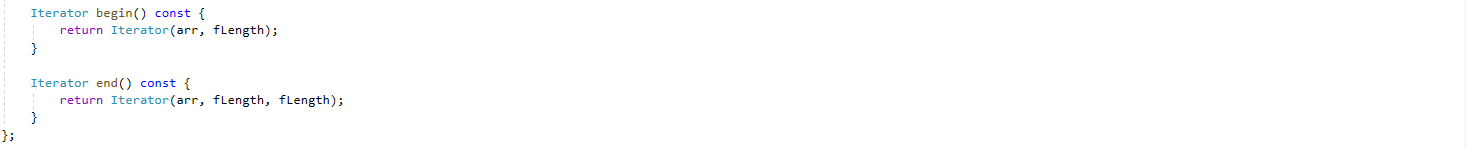 Iterator begin() const {
return Iterator(arr, fLength);
}
Iterator end() const {
return Iterator(arr, fLength, fLength);
}
};